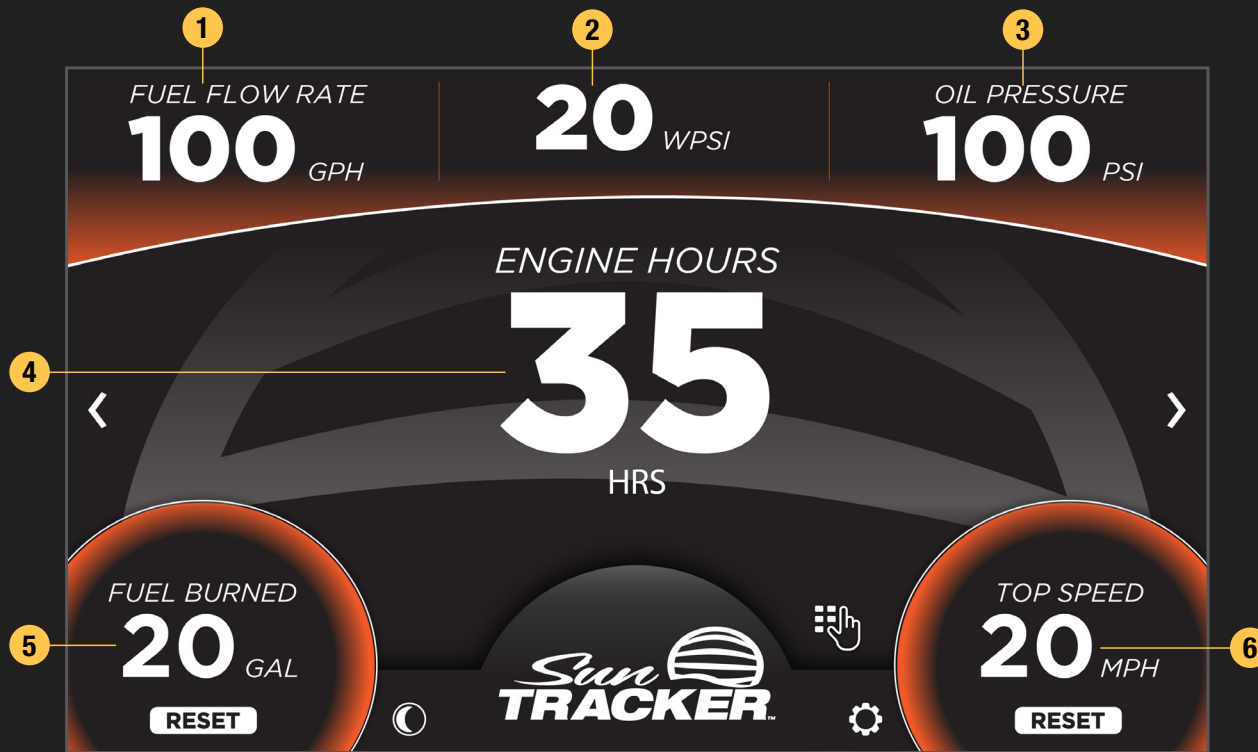 1
2
3
FUEL FLOW RATE
100 GPH
20 WPSI
OIL PRESSURE
100 PSI
ENGINE HOURS
4
35
HRS
FUEL BURNED
5
20 GAL
RESET
Sun
TRACKER™
TOP SPEED
20 MPH
6
RESET